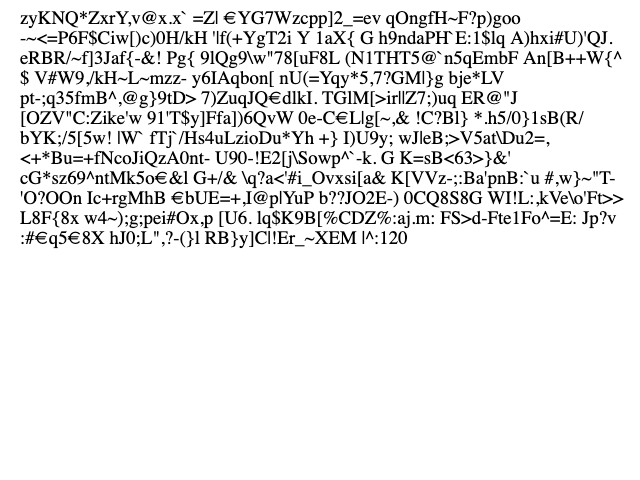 zyKNQ*ZxrY,v@x.x` =Z| €YG7Wzcpp]2_=ev qOngfH~F?p)goo
-~<=P6F$Ciw[)c)0H/kH '|f(+YgT2i Y 1aX{ G h9ndaPH`E:1$lq A)hxi#U)'QJ.
eRBR/~f]3Jaf{-&! Pg{ 9lQg9\w"78[uF8L (N1THT5@`n5qEmbF An[B++W{^
$ V#W9,/kH~L~mzz- y6IAqbon[ nU(=Yqy*5,7?GM|}g bje*LV
pt-;q35fmB^,@g}9tD> 7)ZuqJQ€dlkI. TGlM[>ir||Z7;)uq ER@"J
[OZV"C:Zike'w 91'T$y]Ffa])6QvW 0e-C€L|g[~,& !C?Bl} *.h5/0}1sB(R/
bYK;/5[5w! |W` fTj`/Hs4uLzioDu*Yh +} I)U9y; wJ|eB;>V5at\Du2=,
<+*Bu=+fNcoJiQzA0nt- U90-!E2[j\Sowp^`-k. G K=sB<63>}&'
cG*sz69^ntMk5o€&l G+/& \q?a<'#i_Ovxsi[a& K[VVz-;:Ba'pnB:`u #,w}~"T-
'O?OOn Ic+rgMhB €bUE=+,I@p|YuP b??JO2E-) 0CQ8S8G WI!L:,kVe\o'Ft>>
L8F{8x w4~);g;pei#Ox,p [U6. lq$K9B[%CDZ%:aj.m: FS>d-Fte1Fo^=E: Jp?v
:#€q5€8X hJ0;L",?-(}l RB}y]C|!Er_~XEM |^:120